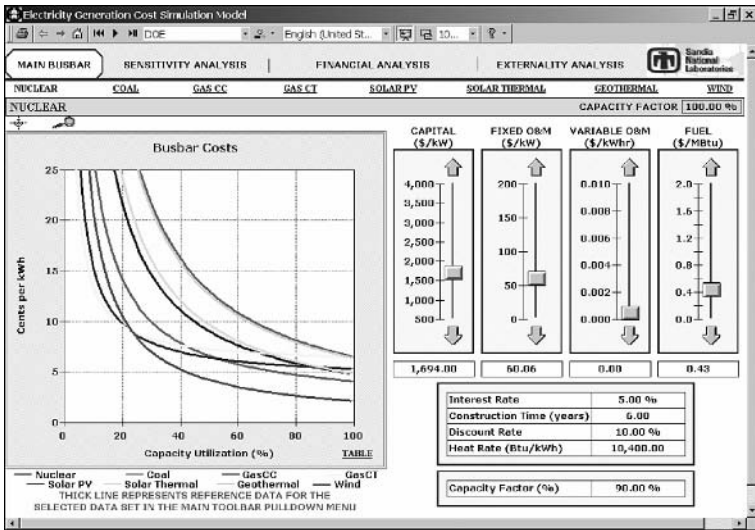 Electricity Generation Cost Simulation Model
DOE English (United St... 10...
MAIN BUSBAR SENSITIVITY ANALYSIS | FINANCIAL ANALYSIS | EXTERNALITY ANALYSIS Sandia National Laboratories
NUCLEAR COAL GAS CC GAS CT SOLAR PV SOLAR THERMAL GEOTHERMAL WIND
NUCLEAR CAPACITY FACTOR 100.00 %
Busbar Costs
Cents per kWh
25
20
15
10
5
0
0 20 40 60 80 100
Capacity Utilization (%) TABLE
Nuclear Coal GasCC GasCT
Solar PV Solar Thermal Geothermal Wind
THICK LINE REPRESENTS REFERENCE DATA FOR THE
SELECTED DATA SET IN THE MAIN TOOLBAR PULLDOWN MENU
CAPITAL
($/kW)
4,000
3,500
3,000
2,500
2,000
1,500
1,000
500
1,694.00
FIXED O&M
($/kW)
200
150
100
50
0
60.06
VARIABLE O&M
($/kWhr)
0.010
0.008
0.006
0.004
0.002
0.000
0.00
FUEL
($/MBtu)
2.0
1.6
1.2
0.8
0.4
0.0
0.43
Interest Rate 5.00 %
Construction Time (years) 6.00
Discount Rate 10.00 %
Heat Rate (Btu/kWh) 10,400.00
Capacity Factor (%) 90.00 %